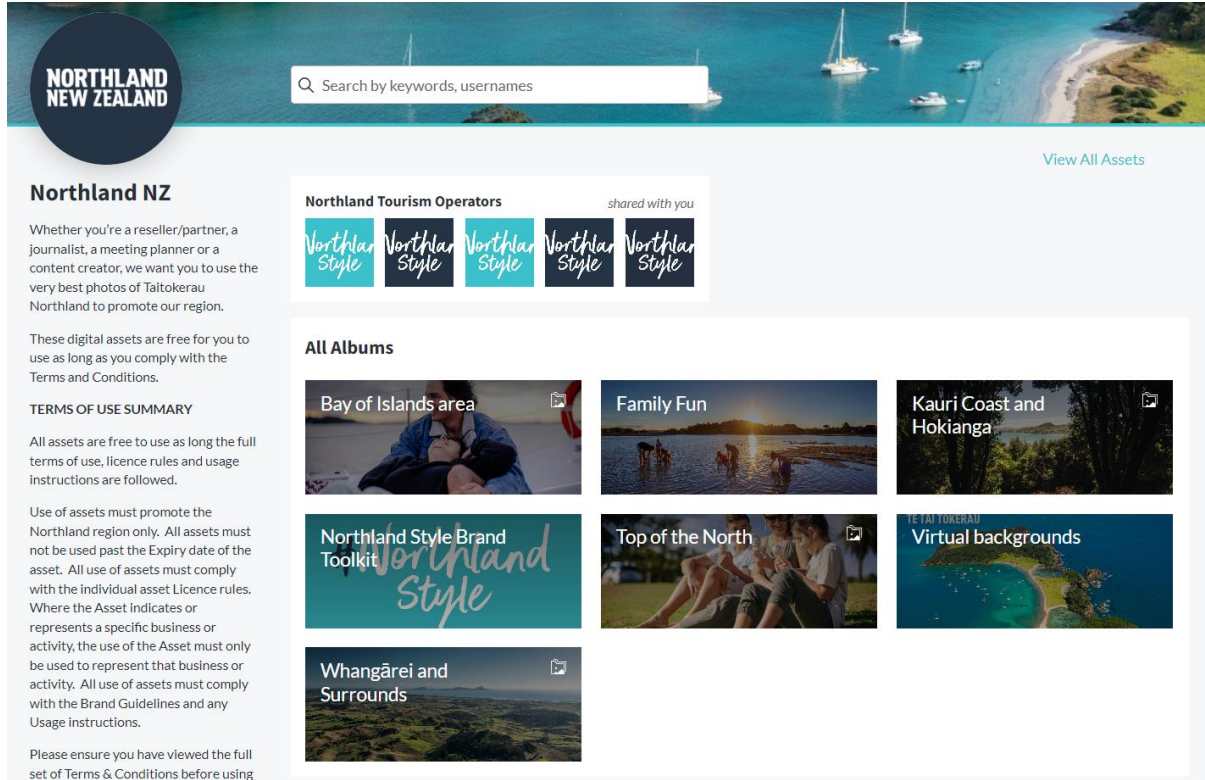 NORTHLAND
NEW ZEALAND
Search by keywords, usernames
View All Assets
Northland NZ
Whether you're a reseller/partner, a
journalist, a meeting planner or a
content creator, we want you to use the
very best photos of Taitokerau
Northland to promote our region.
These digital assets are free for you to
use as long as you comply with the
Terms and Conditions.
TERMS OF USE SUMMARY
All assets are free to use as long the full
terms of use, licence rules and usage
instructions are followed.
Use of assets must promote the
Northland region only. All assets must
not be used past the Expiry date of the
asset. All use of assets must comply
with the individual asset Licence rules.
Where the Asset indicates or
represents a specific business or
activity, the use of the Asset must only
be used to represent that business or
activity. All use of assets must comply
with the Brand Guidelines and any
Usage instructions.
Please ensure you have viewed the full
set of Terms & Conditions before using
Northland Tourism Operators
shared with you
Northlan
Style
Northlan
Style
Northlan
Style
Northlan
Style
Northlan
Style
All Albums
Bay of Islands area
Family Fun
Kauri Coast and
Hokianga
Northland Style Brand
Toolkit
#Northland
Style
Top of the North
TE TAI TOKERAU
Virtual backgrounds
Whangārei and
Surrounds